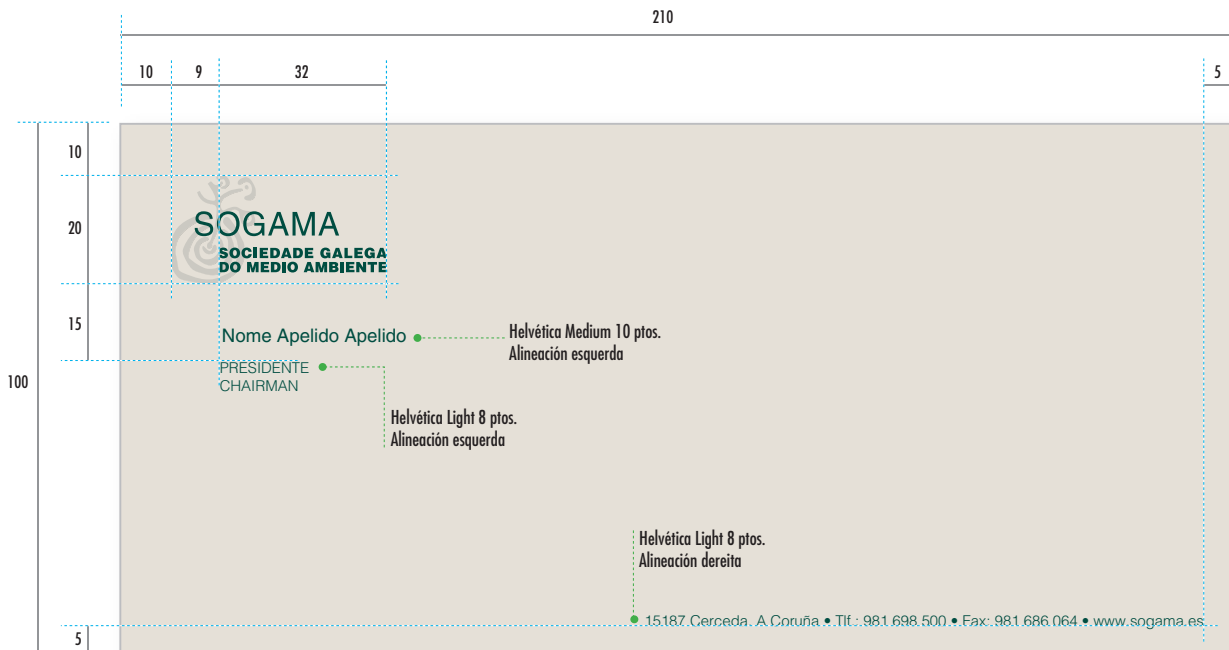 210
10 9 32 5
10
20
15
100
5
SOGAMA
SOCIEDADE GALEGA
DO MEDIO AMBIENTE
Nome Apelido Apelido
Helvética Medium 10 ptos.
Alineación esquerda
PRESIDENTE
CHAIRMAN
Helvética Light 8 ptos.
Alineación esquerda
Helvética Light 8 ptos.
Alineación dereita
15187 Cerceda. A Coruña • Tlf.: 981 698 500 • Fax: 981 686 064 • www.sogama.es